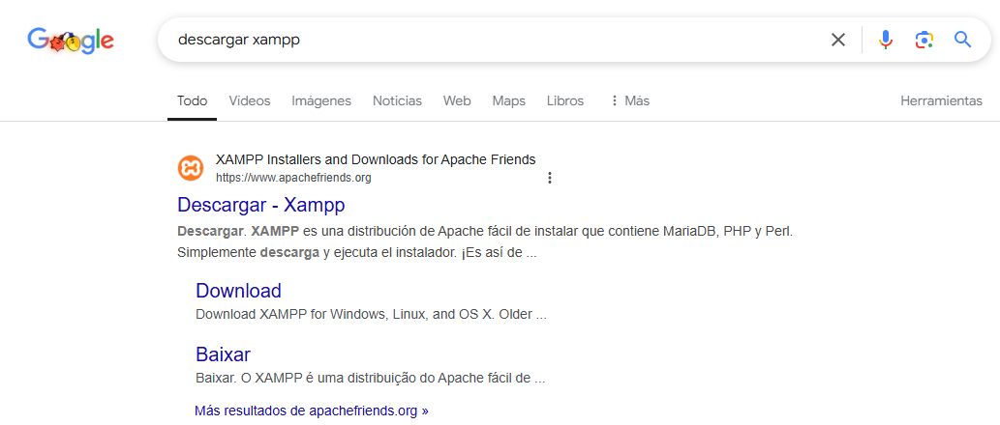 Google
descargar xampp
Todo Vídeos Imágenes Noticias Web Maps Libros Más Herramientas
XAMPP Installers and Downloads for Apache Friends
https://www.apachefriends.org
Descargar - Xampp
Descargar. XAMPP es una distribución de Apache fácil de instalar que contiene MariaDB, PHP y Perl.
Simplemente descarga y ejecuta el instalador. ¡Es así de ...
Download
Download XAMPP for Windows, Linux, and OS X. Older ...
Baixar
Baixar. O XAMPP é uma distribuição do Apache fácil de ...
Más resultados de apachefriends.org »